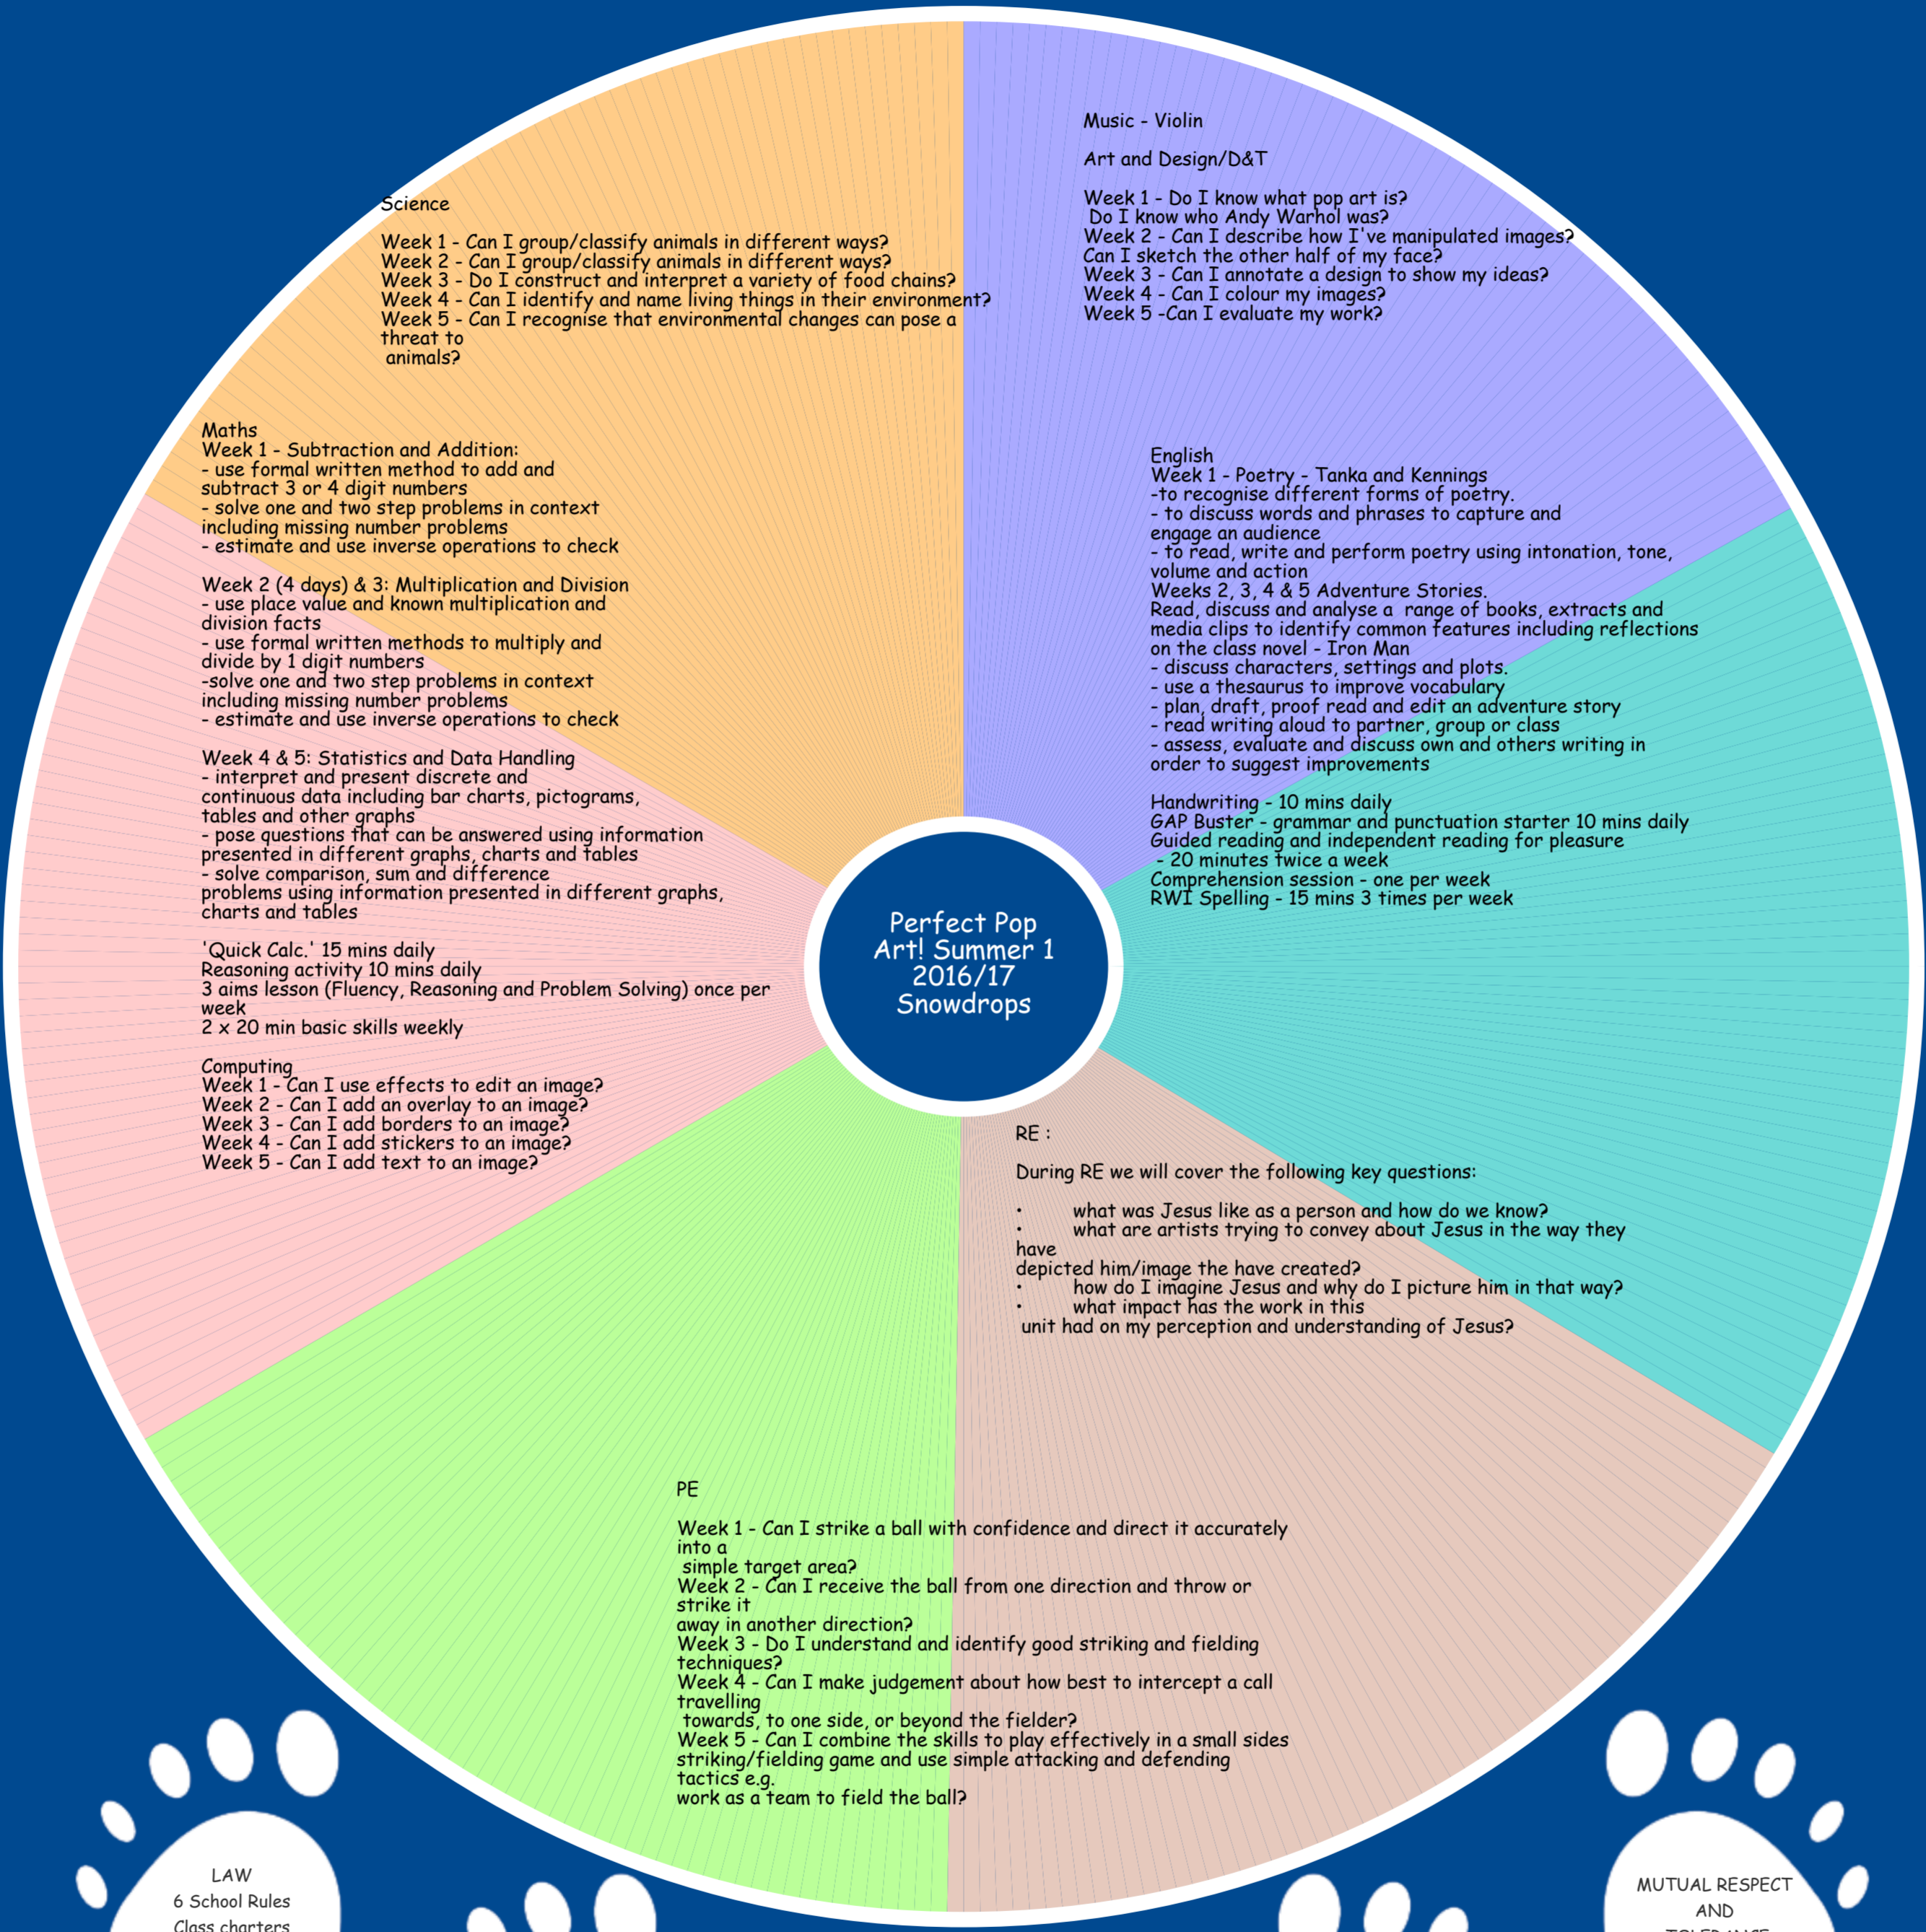 Music - Violin
Art and Design/D&T
Week 1 - Do I know what pop art is?
Do I know who Andy Warhol was?
Week 2 - Can I describe how I've manipulated images?
Can I sketch the other half of my face?
Week 3 - Can I annotate a design to show my ideas?
Week 4 - Can I colour my images?
Week 5 -Can I evaluate my work?
Science
Week 1 - Can I group/classify animals in different ways?
Week 2 - Can I group/classify animals in different ways?
Week 3 - Do I construct and interpret a variety of food chains?
Week 4 - Can I identify and name living things in their environment?
Week 5 - Can I recognise that environmental changes can pose a
threat to
animals?
Maths
Week 1 - Subtraction and Addition:
- use formal written method to add and
subtract 3 or 4 digit numbers
- solve one and two step problems in context
including missing number problems
- estimate and use inverse operations to check
Week 2 (4 days) & 3: Multiplication and Division
- use place value and known multiplication and
division facts
- use formal written methods to multiply and
divide by 1 digit numbers
-solve one and two step problems in context
including missing number problems
- estimate and use inverse operations to check
Week 4 & 5: Statistics and Data Handling
- interpret and present discrete and
continuous data including bar charts, pictograms,
tables and other graphs
- pose questions that can be answered using information
presented in different graphs, charts and tables
- solve comparison, sum and difference
problems using information presented in different graphs,
charts and tables
'Quick Calc.' 15 mins daily
Reasoning activity 10 mins daily
3 aims lesson (Fluency, Reasoning and Problem Solving) once per
week
2 x 20 min basic skills weekly
Computing
Week 1 - Can I use effects to edit an image?
Week 2 - Can I add an overlay to an image?
Week 3 - Can I add borders to an image?
Week 4 - Can I add stickers to an image?
Week 5 - Can I add text to an image?
English
Week 1 - Poetry - Tanka and Kennings
-to recognise different forms of poetry.
- to discuss words and phrases to capture and
engage an audience
- to read, write and perform poetry using intonation, tone,
volume and action
Weeks 2, 3, 4 & 5 Adventure Stories.
Read, discuss and analyse a range of books, extracts and
media clips to identify common features including reflections
on the class novel - Iron Man
- discuss characters, settings and plots.
- use a thesaurus to improve vocabulary
- plan, draft, proof read and edit an adventure story
- read writing aloud to partner, group or class
- assess, evaluate and discuss own and others writing in
order to suggest improvements
Handwriting - 10 mins daily
GAP Buster - grammar and punctuation starter 10 mins daily
Guided reading and independent reading for pleasure
- 20 minutes twice a week
Comprehension session - one per week
RWI Spelling - 15 mins 3 times per week
Perfect Pop
Art! Summer 1
2016/17
Snowdrops
RE :
During RE we will cover the following key questions:
• what was Jesus like as a person and how do we know?
• what are artists trying to convey about Jesus in the way they
have
depicted him/image the have created?
• how do I imagine Jesus and why do I picture him in that way?
• what impact has the work in this
unit had on my perception and understanding of Jesus?
PE
Week 1 - Can I strike a ball with confidence and direct it accurately
into a
simple target area?
Week 2 - Can I receive the ball from one direction and throw or
strike it
away in another direction?
Week 3 - Do I understand and identify good striking and fielding
techniques?
Week 4 - Can I make judgement about how best to intercept a call
travelling
towards, to one side, or beyond the fielder?
Week 5 - Can I combine the skills to play effectively in a small sides
striking/fielding game and use simple attacking and defending
tactics e.g.
work as a team to field the ball?
LAW
6 School Rules
Class charters
MUTUAL RESPECT
AND
TOLERANCE